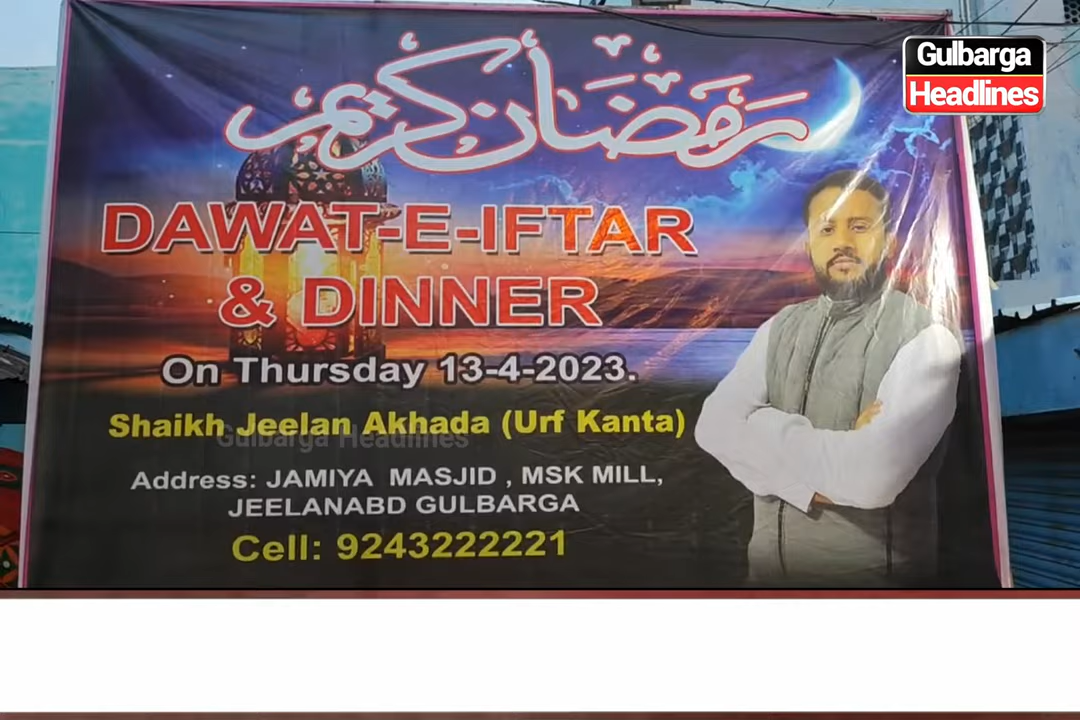 Gulbarga
Headlines
رمضان كريم
DAWAT-E-IFTAR
& DINNER
On Thursday 13-4-2023.
Shaikh Jeelan Akhada (Urf Kanta)
Gulbarga Headlines
Address: JAMIYA MASJID , MSK MILL,
JEELANABD GULBARGA
Cell: 9243222221